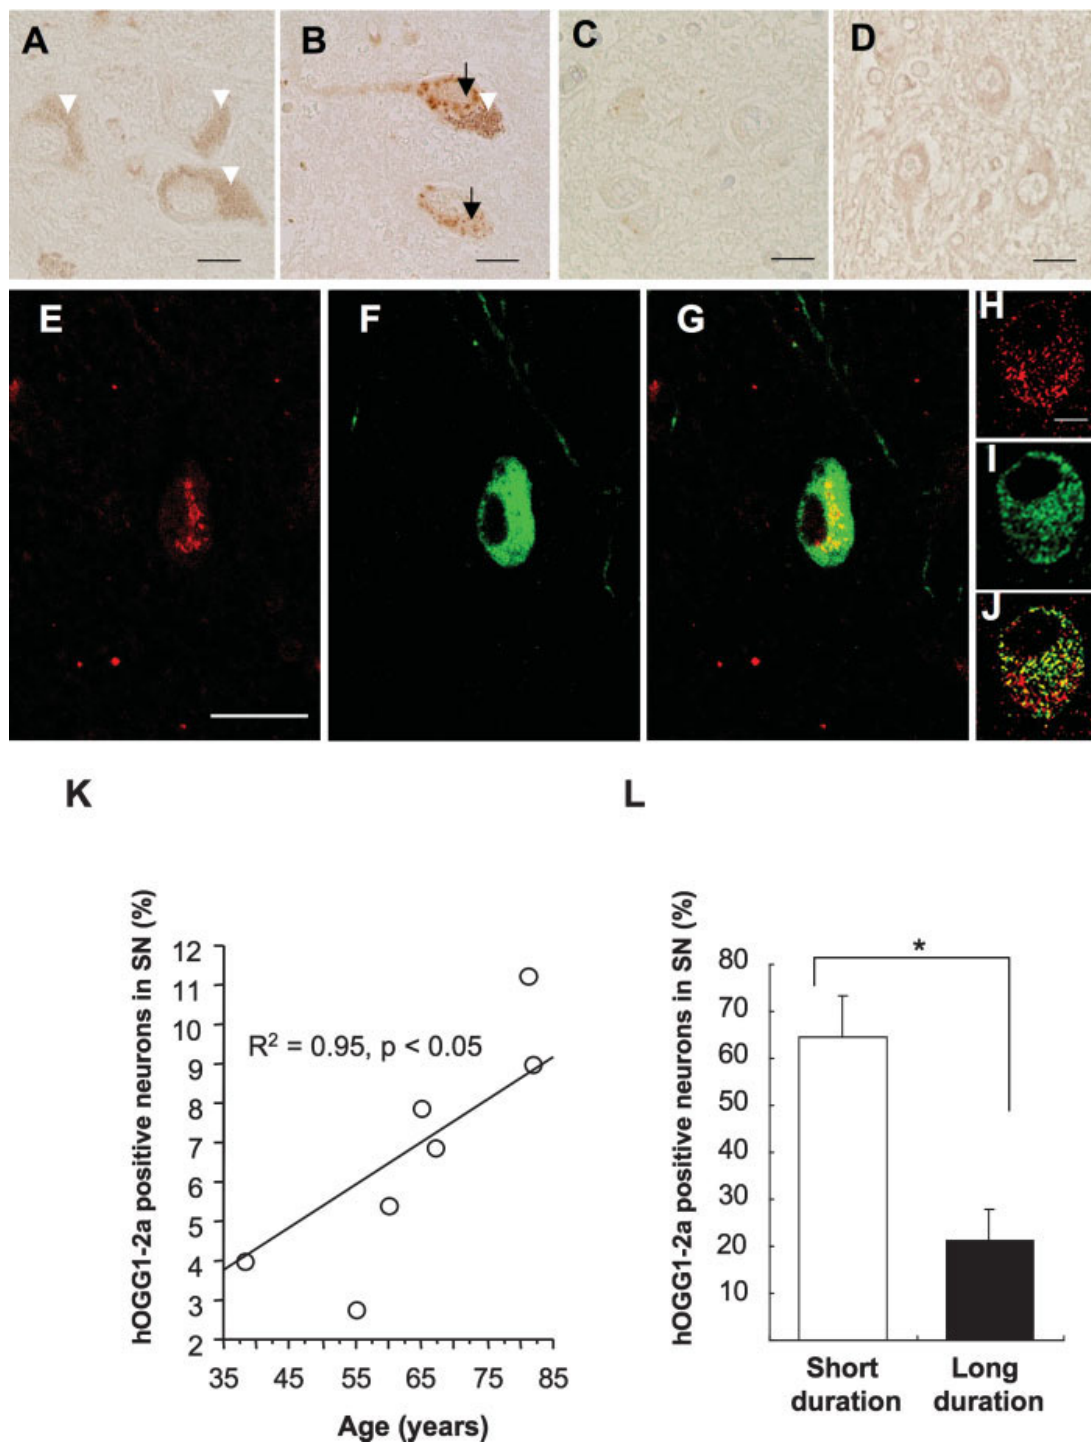 A
B
C
D
E
F
G
H
I
J
K
L
hOGG1-2a positive neurons in SN (%)
12
11
10
9
8
7
6
5
4
3
2
R² = 0.95, p < 0.05
35 45 55 65 75 85
Age (years)
hOGG1-2a positive neurons in SN (%)
80
70
60
50
40
30
20
10
*
Short duration
Long duration